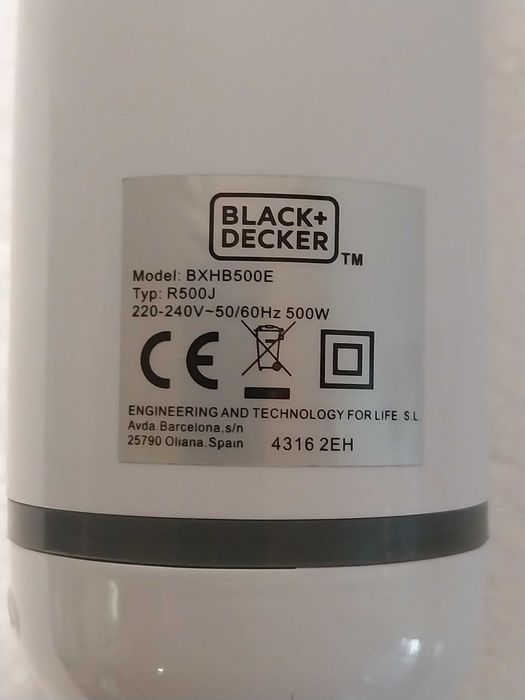 BLACK+
DECKER
TM
Model: BXHB500E
Typ: R500J
220-240V~50/60Hz 500W
CE
ENGINEERING AND TECHNOLOGY FOR LIFE. S.L
Avda.Barcelona.s/n
25790 Oliana.Spain 4316 2EH